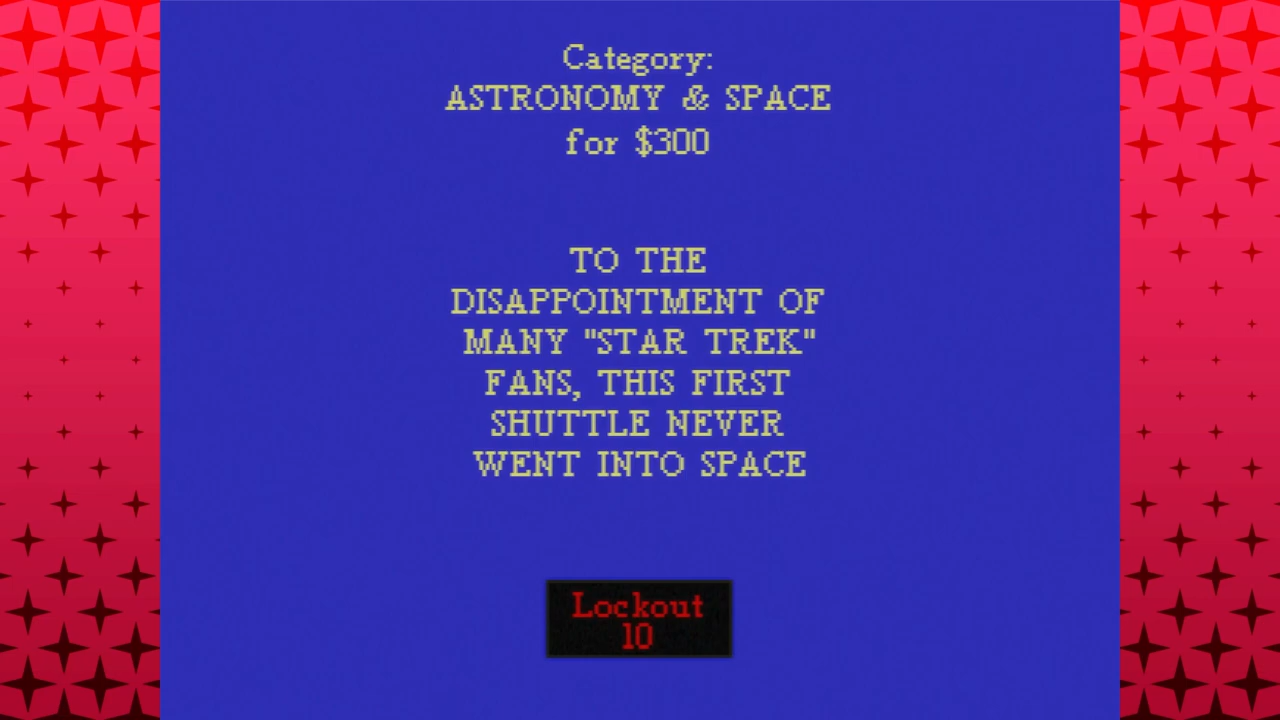 Category:
ASTRONOMY & SPACE
for $300
TO THE
DISAPPOINTMENT OF
MANY "STAR TREK"
FANS, THIS FIRST
SHUTTLE NEVER
WENT INTO SPACE
Lockout
10